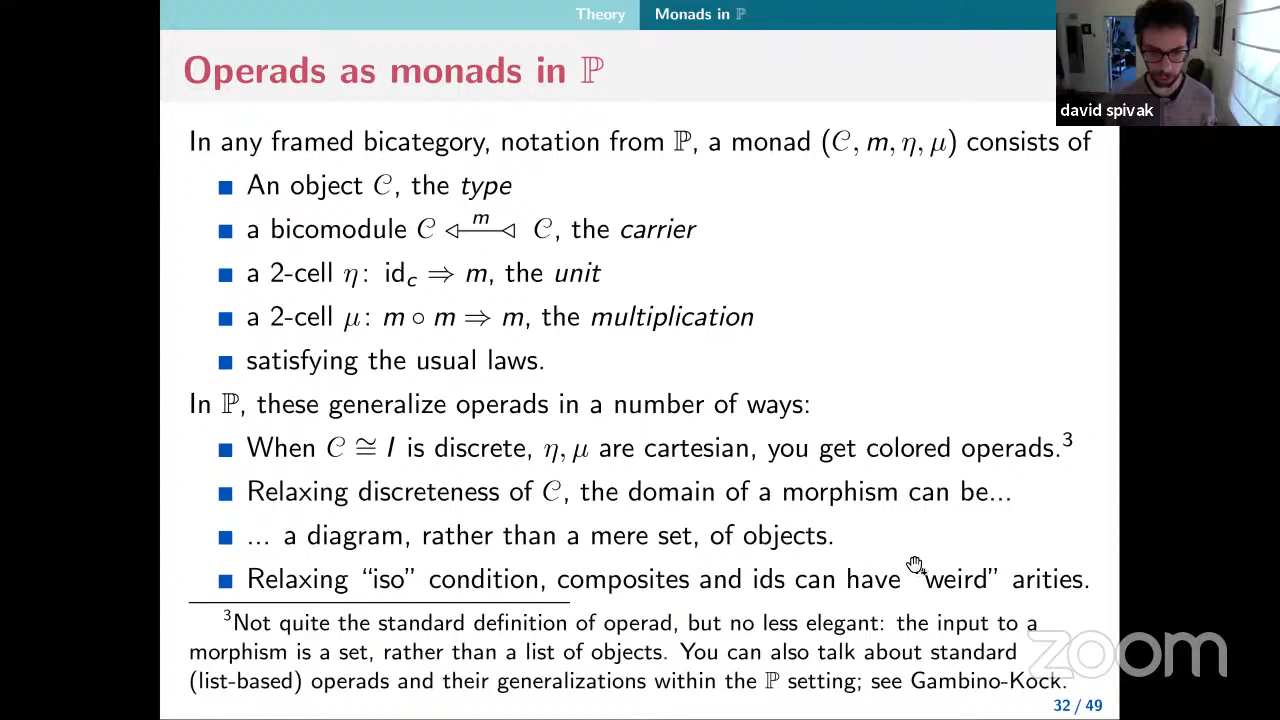 Theory Monads in ℙ
Operads as monads in ℙ
david spivak
In any framed bicategory, notation from ℙ, a monad (𝒞, m, η, μ) consists of
■ An object 𝒞, the type
■ a bicomodule 𝒞 ◁—m—◁ 𝒞, the carrier
■ a 2-cell η: id_c ⇒ m, the unit
■ a 2-cell μ: m ∘ m ⇒ m, the multiplication
■ satisfying the usual laws.
In ℙ, these generalize operads in a number of ways:
■ When 𝒞 ≅ I is discrete, η, μ are cartesian, you get colored operads.³
■ Relaxing discreteness of 𝒞, the domain of a morphism can be...
■ ... a diagram, rather than a mere set, of objects.
■ Relaxing “iso” condition, composites and ids can have “weird” arities.
³Not quite the standard definition of operad, but no less elegant: the input to a
morphism is a set, rather than a list of objects. You can also talk about standard
(list-based) operads and their generalizations within the ℙ setting; see Gambino-Kock.
zoom
32 / 49